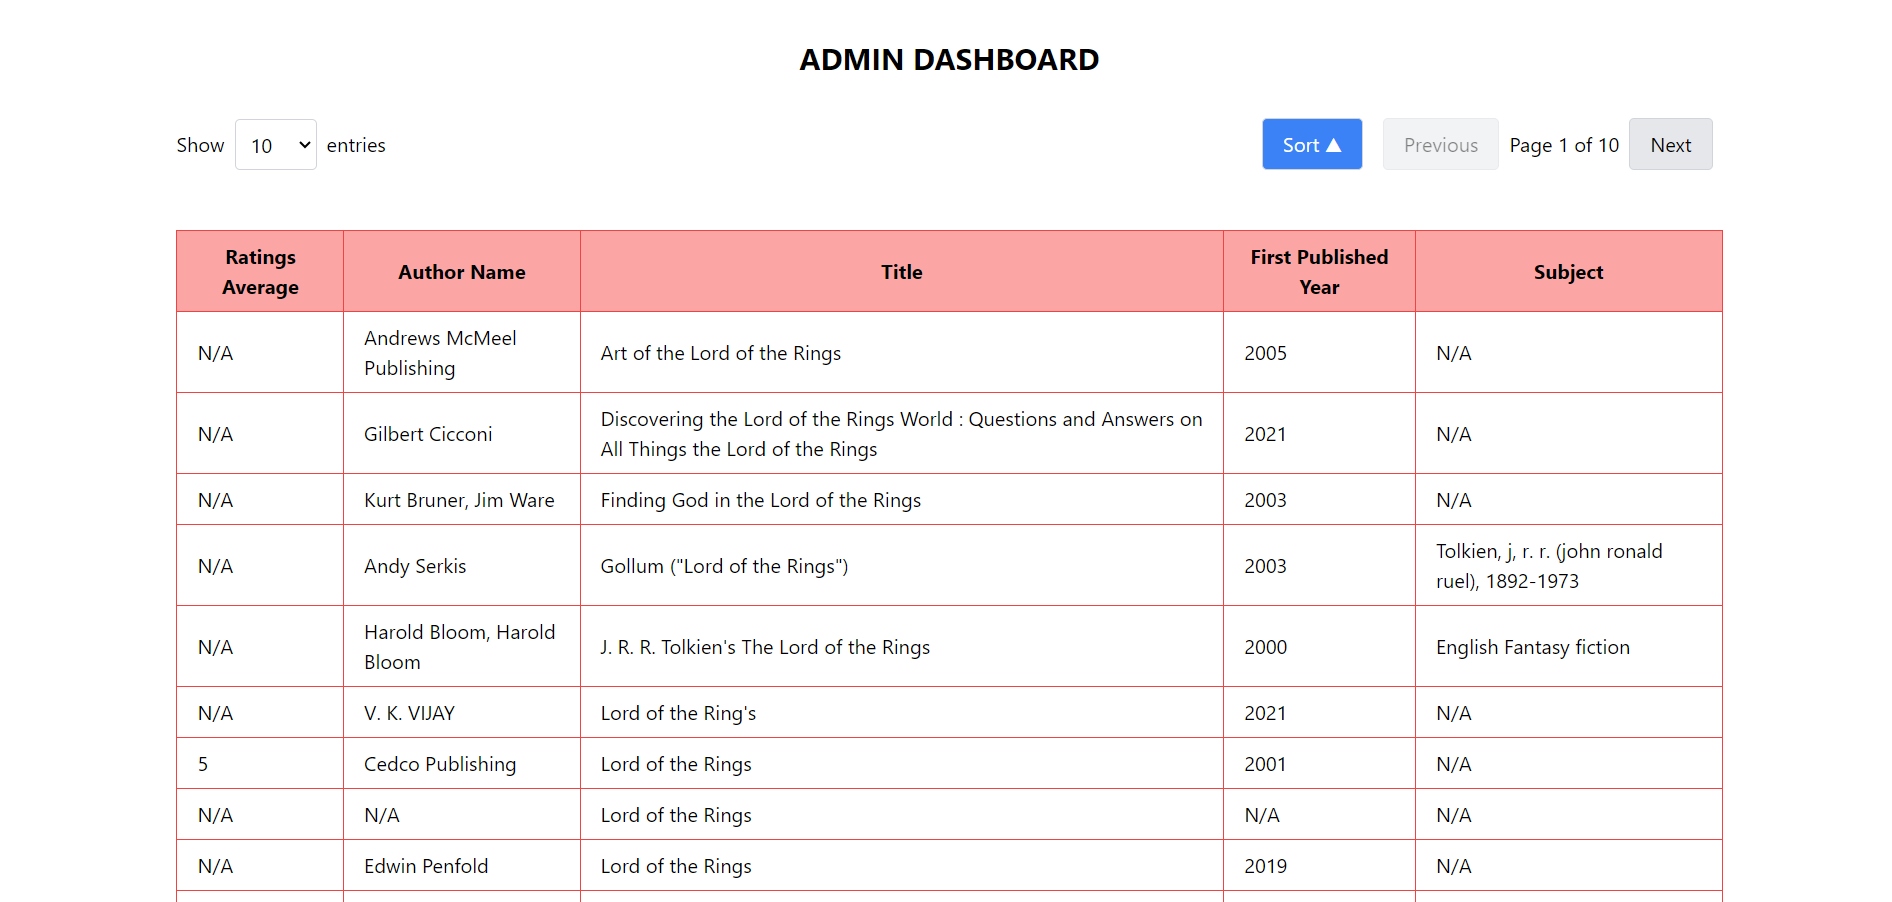 ADMIN DASHBOARD
Show 10 entries Sort ▲ Previous Page 1 of 10 Next
Ratings Average Author Name Title First Published Year Subject
N/A Andrews McMeel Publishing Art of the Lord of the Rings 2005 N/A
N/A Gilbert Cicconi Discovering the Lord of the Rings World : Questions and Answers on All Things the Lord of the Rings 2021 N/A
N/A Kurt Bruner, Jim Ware Finding God in the Lord of the Rings 2003 N/A
N/A Andy Serkis Gollum ("Lord of the Rings") 2003 Tolkien, j, r. r. (john ronald ruel), 1892-1973
N/A Harold Bloom, Harold Bloom J. R. R. Tolkien's The Lord of the Rings 2000 English Fantasy fiction
N/A V. K. VIJAY Lord of the Ring's 2021 N/A
5 Cedco Publishing Lord of the Rings 2001 N/A
N/A N/A Lord of the Rings N/A N/A
N/A Edwin Penfold Lord of the Rings 2019 N/A